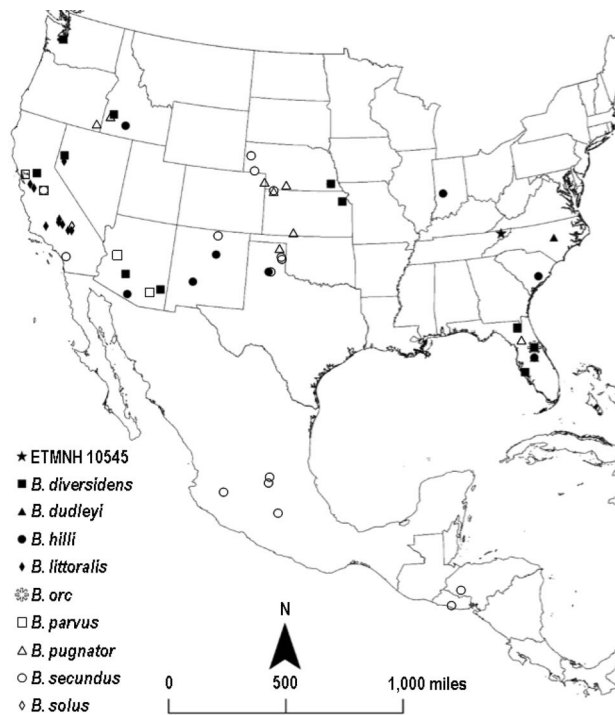 ETMNH 10545
B. diversidens
B. dudleyi
B. hilli
B. littoralis
B. orc
B. parvus
B. pugnator
B. secundus
B. solus
N
0 500 1,000 miles